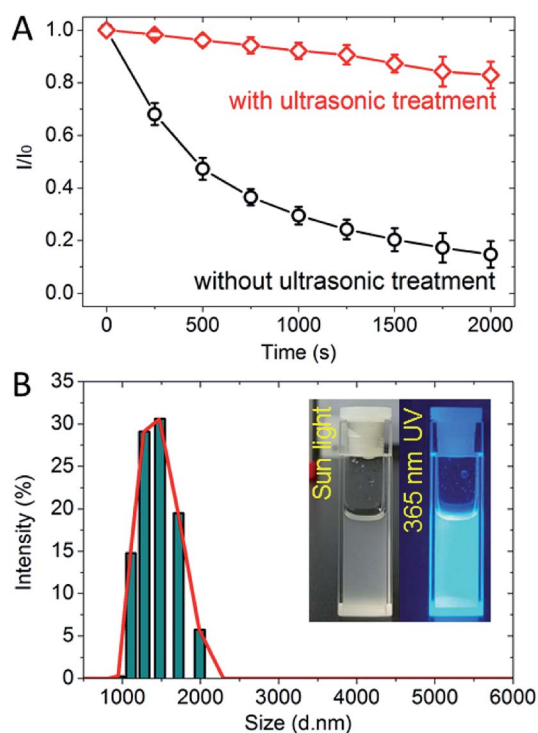 A
1.0
0.8
0.6
0.4
0.2
0.0
I/I₀
with ultrasonic treatment
without ultrasonic treatment
0 500 1000 1500 2000
Time (s)
B
35
30
25
20
15
10
5
0
Intensity (%)
Sun light
365 nm UV
1000 2000 3000 4000 5000 6000
Size (d.nm)